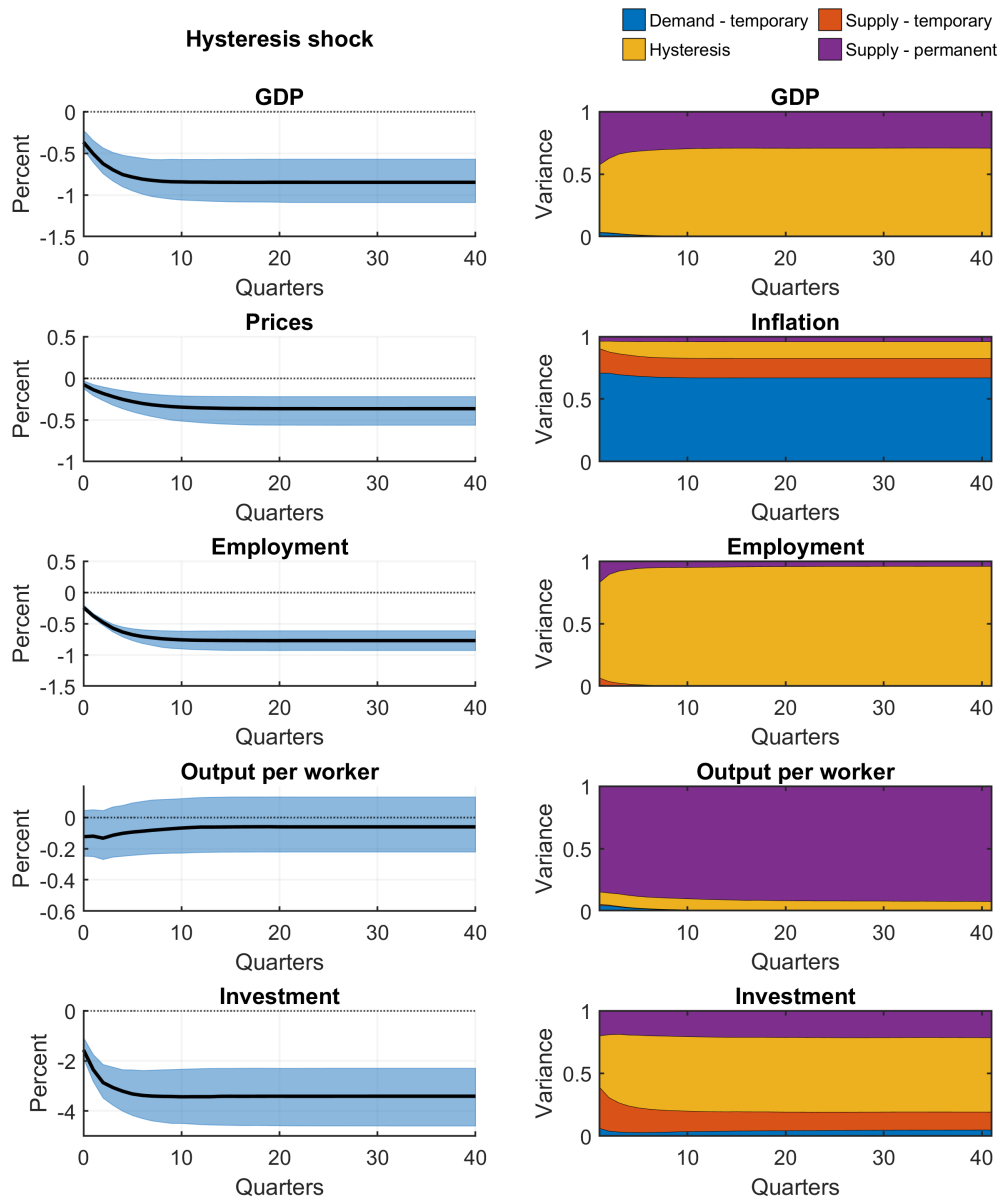 Hysteresis shock
Demand - temporary
Supply - temporary
Hysteresis
Supply - permanent
GDP
Percent
0
-0.5
-1
-1.5
0 10 20 30 40
Quarters
GDP
Variance
1
0.5
0
10 20 30 40
Quarters
Prices
Percent
0.5
0
-0.5
-1
0 10 20 30 40
Quarters
Inflation
Variance
1
0.5
0
10 20 30 40
Quarters
Employment
Percent
0.5
0
-0.5
-1
-1.5
0 10 20 30 40
Quarters
Employment
Variance
1
0.5
0
10 20 30 40
Quarters
Output per worker
Percent
0
-0.2
-0.4
-0.6
0 10 20 30 40
Quarters
Output per worker
Variance
1
0.5
0
10 20 30 40
Quarters
Investment
Percent
0
-2
-4
0 10 20 30 40
Quarters
Investment
Variance
1
0.5
0
10 20 30 40
Quarters